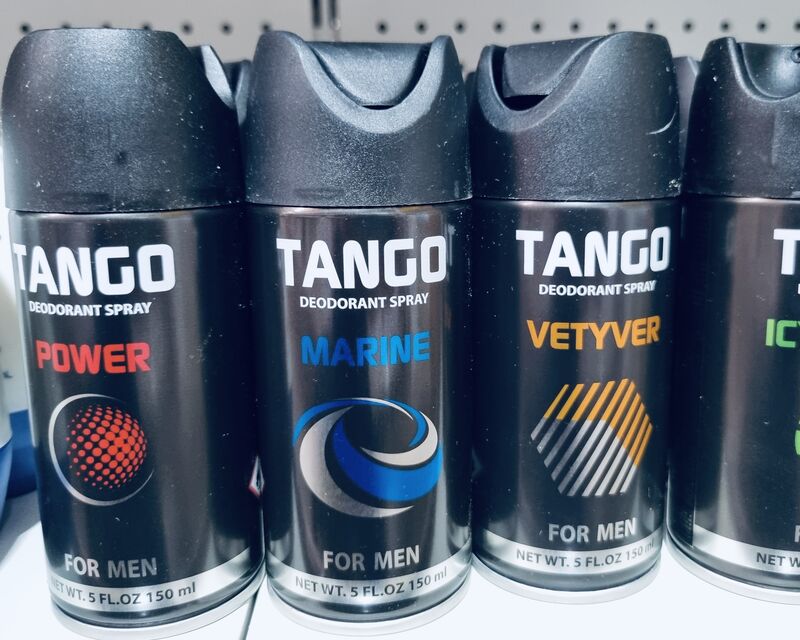 TANGO
DEODORANT SPRAY
POWER
FOR MEN
NET WT. 5 FL.OZ 150 ml
TANGO
DEODORANT SPRAY
MARINE
FOR MEN
NET WT. 5 FL.OZ 150 ml
TANGO
DEODORANT SPRAY
VETYVER
FOR MEN
NET WT. 5 FL.OZ 150 ml
NET